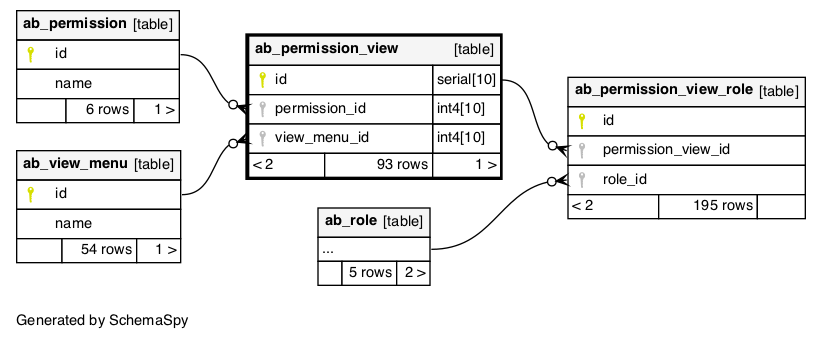 ab_permission [table]
id
name
6 rows 1 >
ab_view_menu [table]
id
name
54 rows 1 >
ab_permission_view [table]
id serial[10]
permission_id int4[10]
view_menu_id int4[10]
< 2 93 rows 1 >
ab_role [table]
...
5 rows 2 >
ab_permission_view_role [table]
id
permission_view_id
role_id
< 2 195 rows
Generated by SchemaSpy